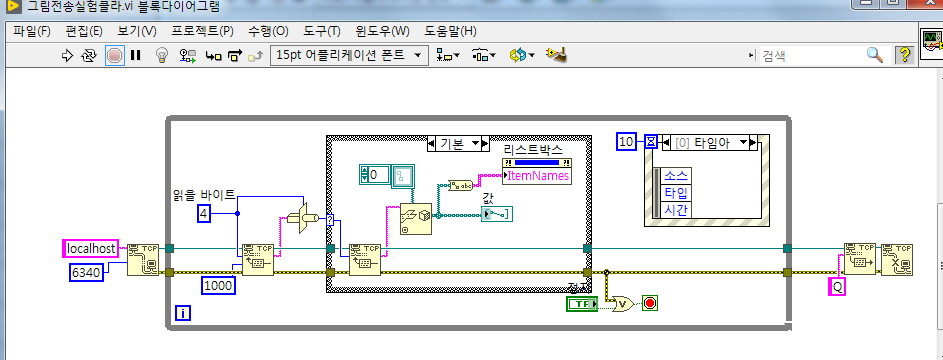 그림전송실험클라.vi 블록다이어그램
파일(F) 편집(E) 보기(V) 프로젝트(P) 수행(O) 도구(T) 윈도우(W) 도움말(H)
15pt 어플리케이션 폰트 검색 ?
기본
10
[0] 타임아
리스트박스
?! ?!
ItemNames
0
abc
소스
타입
시간
값
읽을 바이트
4
?
localhost
TCP
TCP
TCP
TCP
TCP
6340
1000
Q
정지
TF
V
i